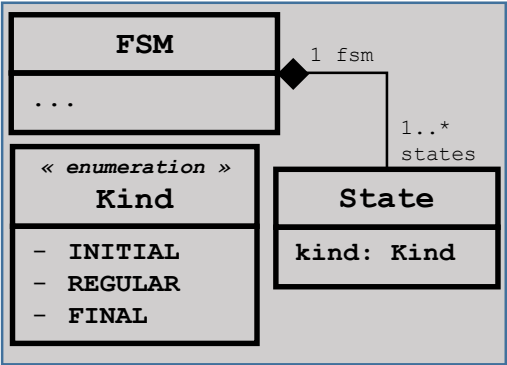 FSM
...
1 fsm
1..*
states
« enumeration »
Kind
- INITIAL
- REGULAR
- FINAL
State
kind: Kind